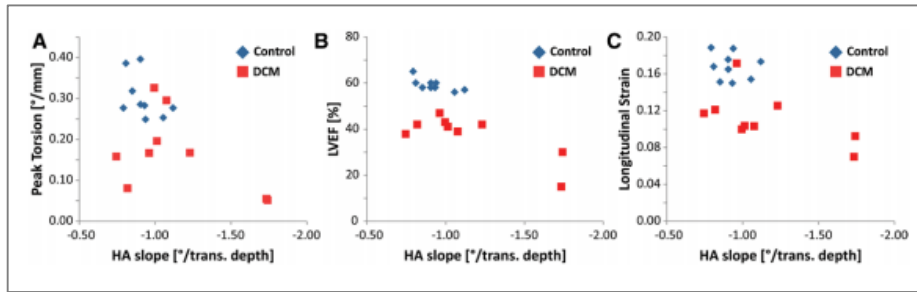 A
Peak Torsion [°/mm]
0.40
0.30
0.20
0.10
0.00
-0.50 -1.00 -1.50 -2.00
HA slope [°/trans. depth]
Control
DCM
B
LVEF [%]
80
60
40
20
0
-0.50 -1.00 -1.50 -2.00
HA slope [°/trans. depth]
Control
DCM
C
Longitudinal Strain
0.20
0.16
0.12
0.08
0.04
0.00
-0.50 -1.00 -1.50 -2.00
HA slope [°/trans. depth]
Control
DCM